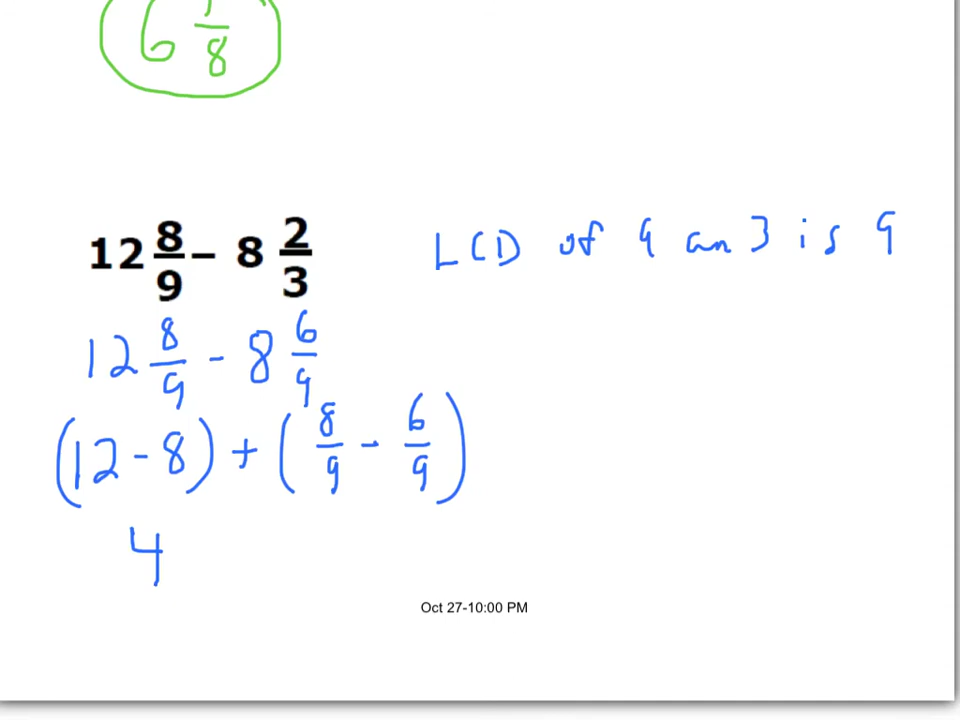 6 /8
12 8/9 – 8 2/3
LCD of 9 an 3 is 9
12 8/9 - 8 6/9
(12 - 8) + (8/9 - 6/9)
4
Oct 27-10:00 PM